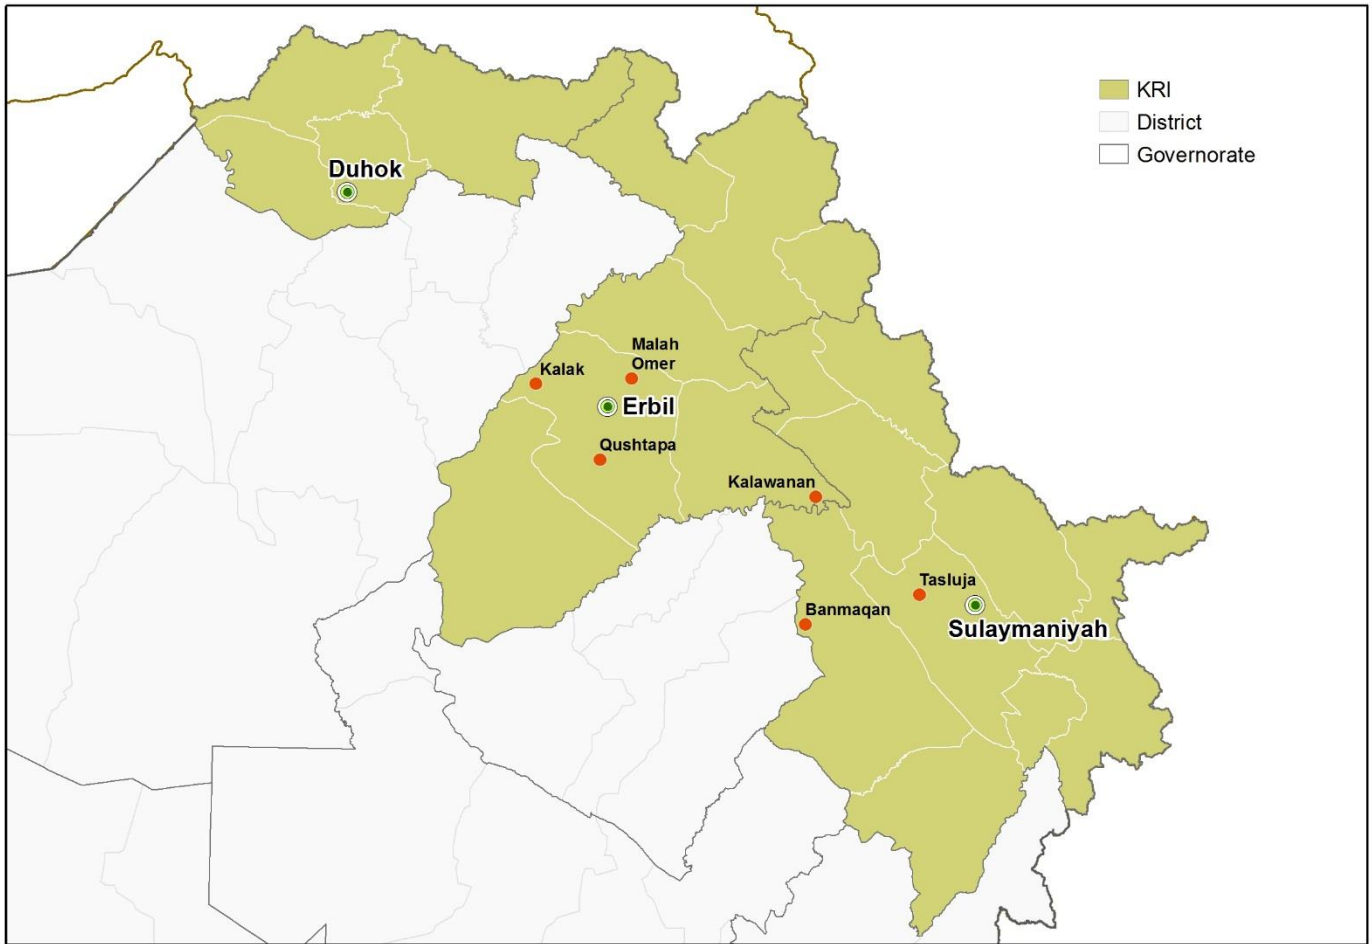 KRI
District
Governorate
Duhok
Malah
Omer
Kalak
Erbil
Qushtapa
Kalawanan
Tasluja
Banmaqan
Sulaymaniyah